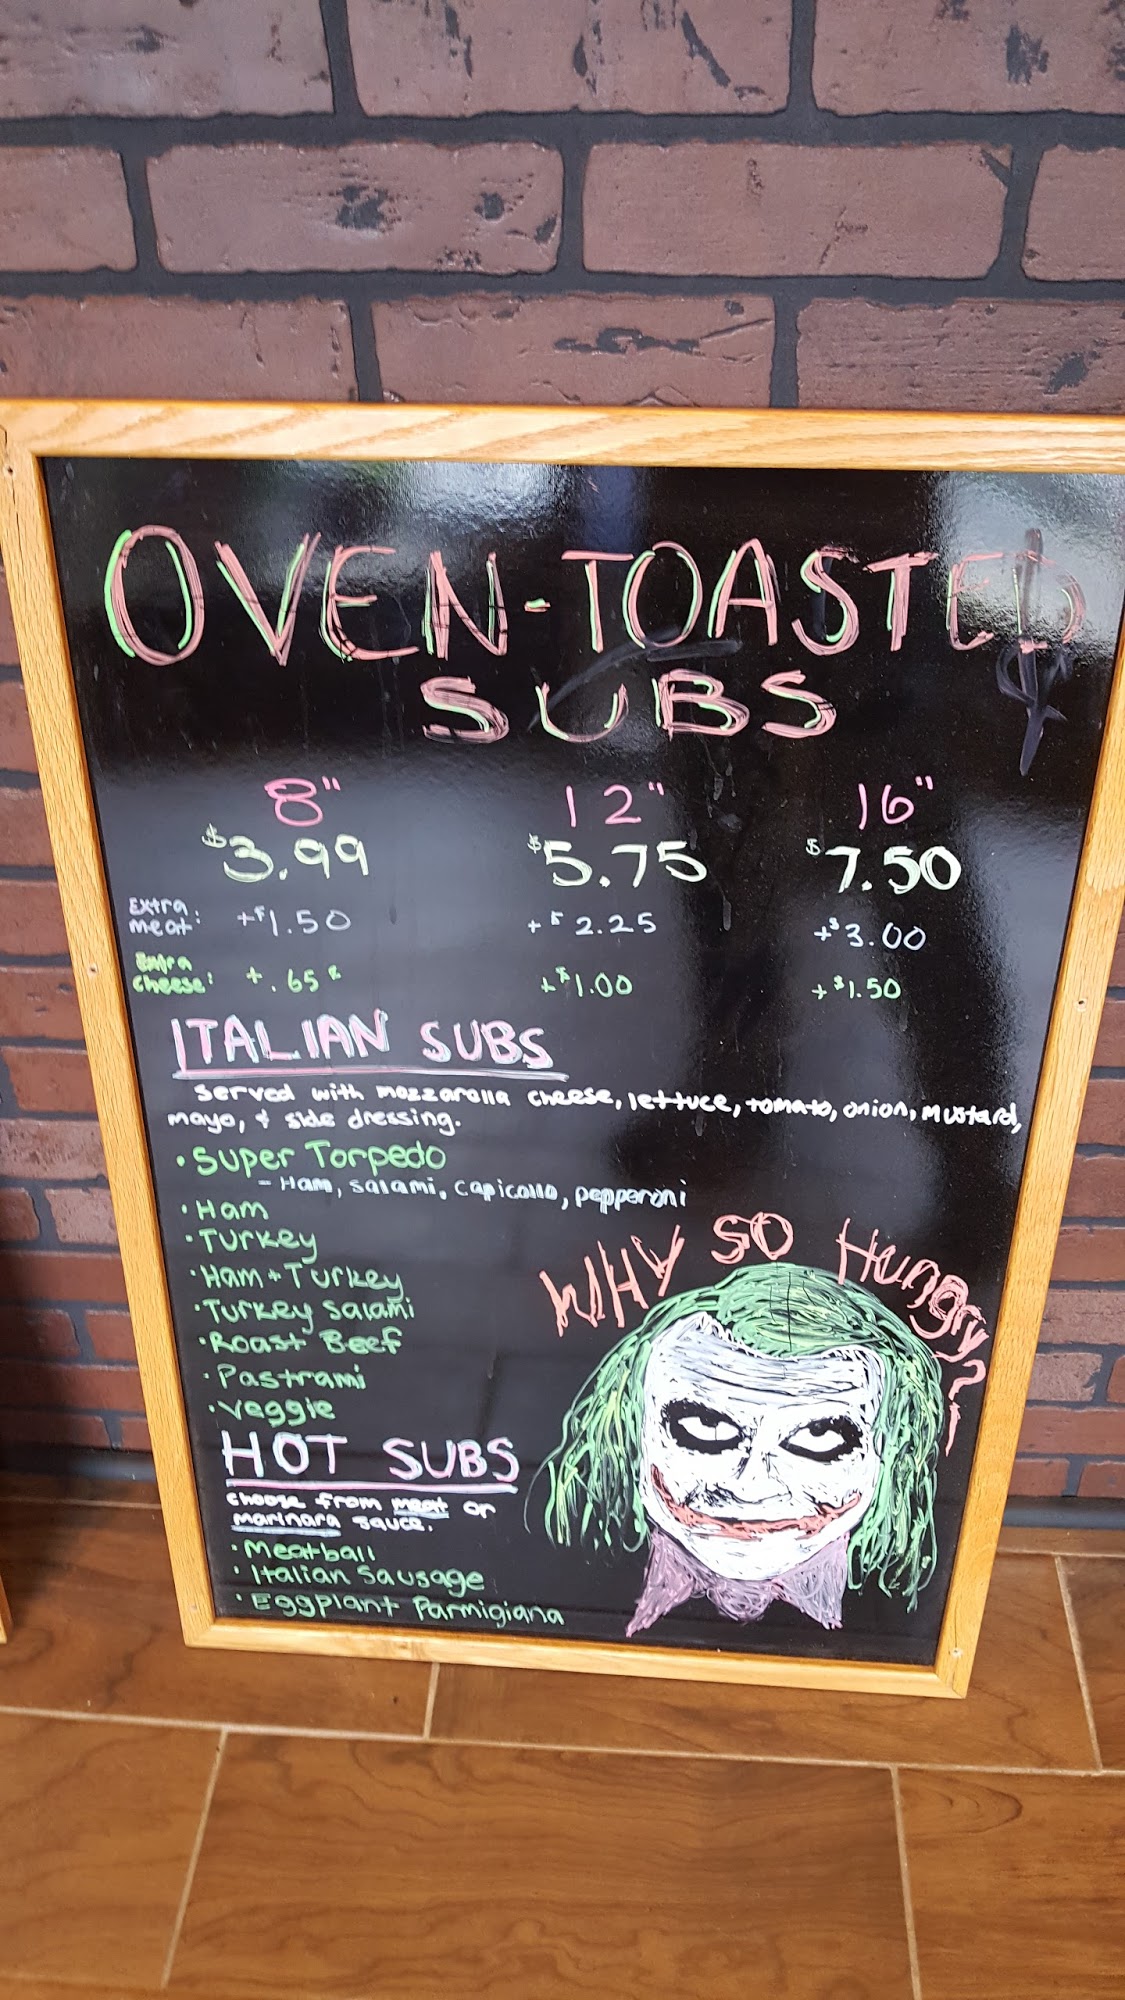 OVEN-TOASTED
SUBS
8" 12" 16"
$3.99 $5.75 $7.50
Extra meat: +$1.50 +$2.25 +$3.00
Extra cheese: +.65¢ +$1.00 +$1.50
ITALIAN SUBS
Served with mozzarella cheese, lettuce, tomato, onion, mustard,
mayo, & side dressing.
• Super Torpedo
- Ham, salami, capicollo, pepperoni
• Ham
• Turkey
• Ham + Turkey
• Turkey Salami
• Roast Beef
• Pastrami
• Veggie
WHY SO HUNGRY?
HOT SUBS
choose from meat or
marinara sauce.
• Meatball
• Italian Sausage
• Eggplant Parmigiana